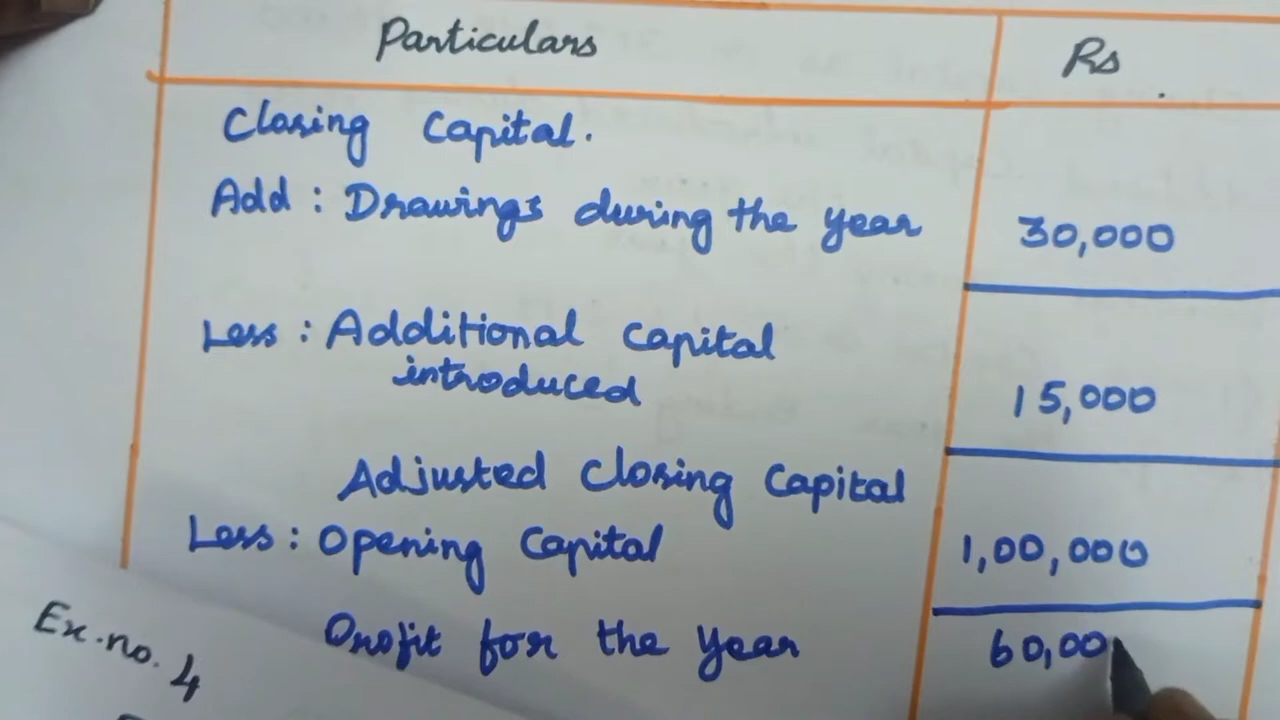 Particulars Rs
Closing Capital.
Add : Drawings during the year 30,000
Less : Additional Capital
introduced 15,000
Adjusted Closing Capital
Less : Opening Capital 1,00,000
Profit for the year 60,00
Ex.no. 4